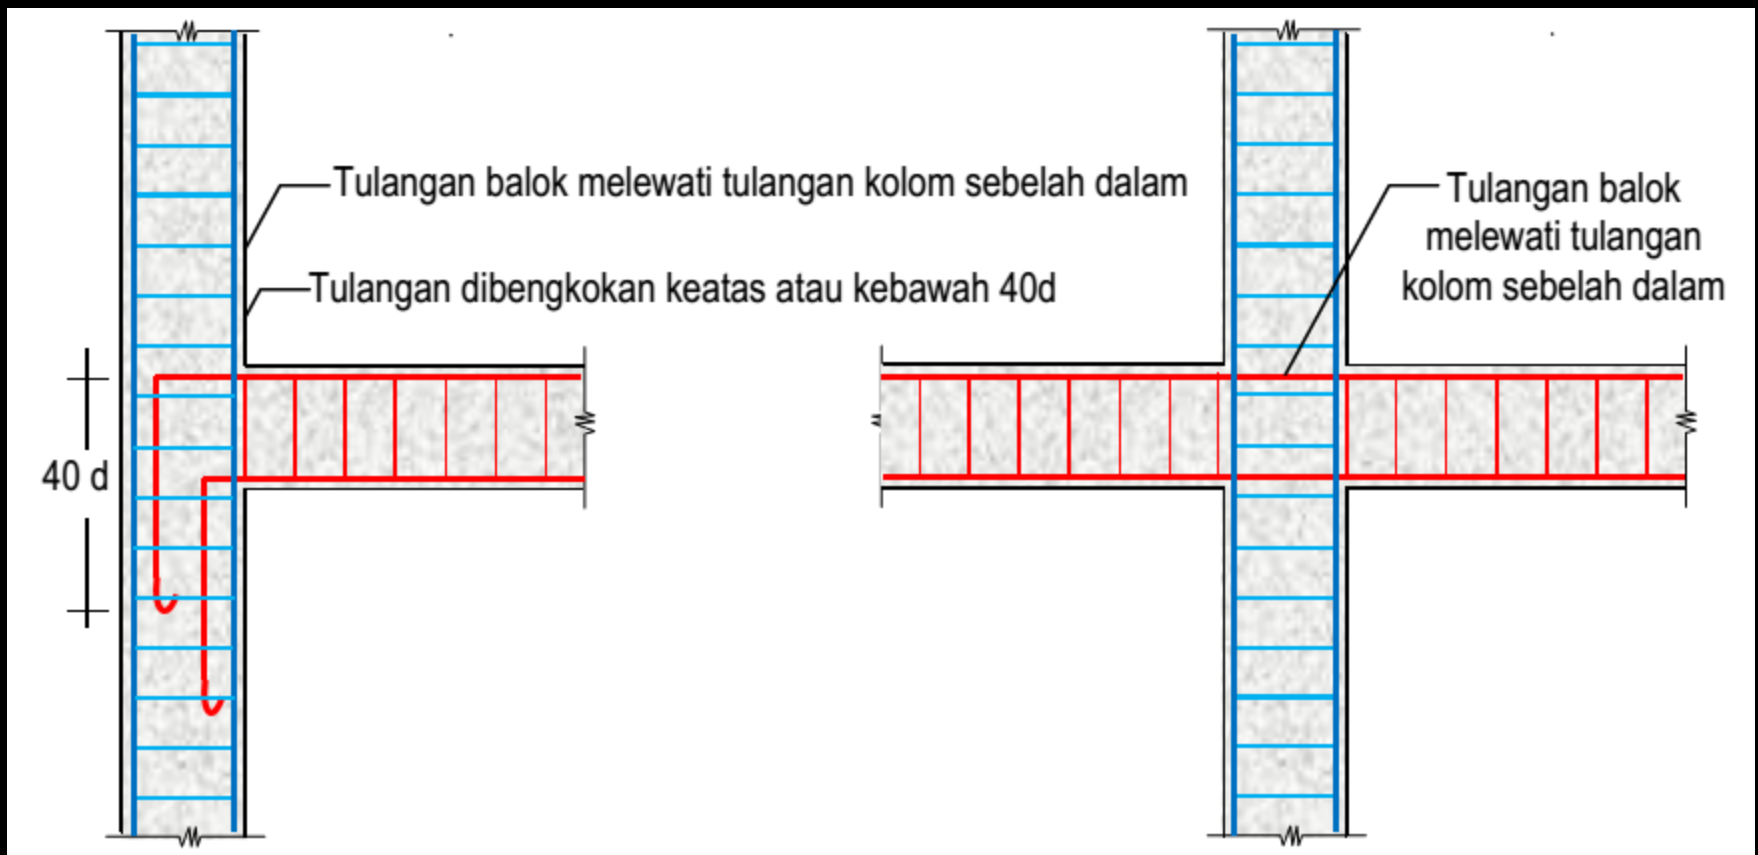 Tulangan balok melewati tulangan kolom sebelah dalam
Tulangan dibengkokan keatas atau kebawah 40d
40 d
Tulangan balok
melewati tulangan
kolom sebelah dalam